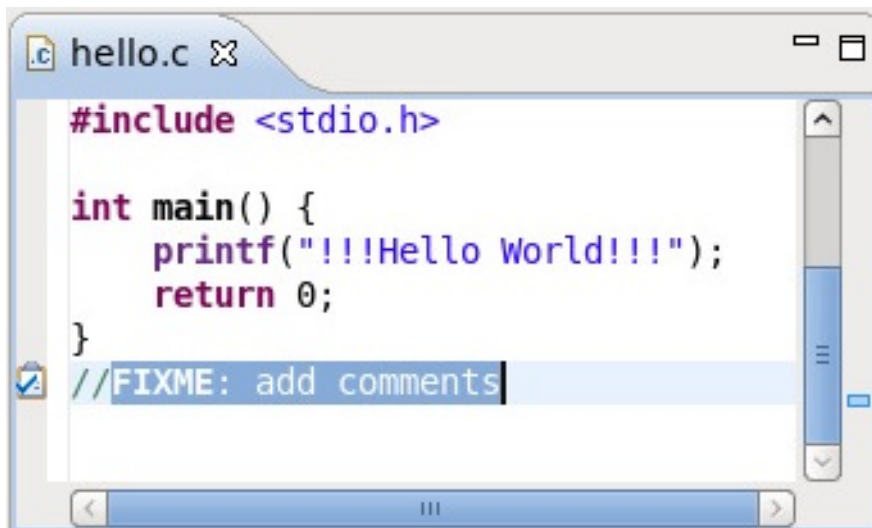 .c hello.c
#include <stdio.h>
int main() {
    printf("!!!Hello World!!!");
    return 0;
}
//FIXME: add comments